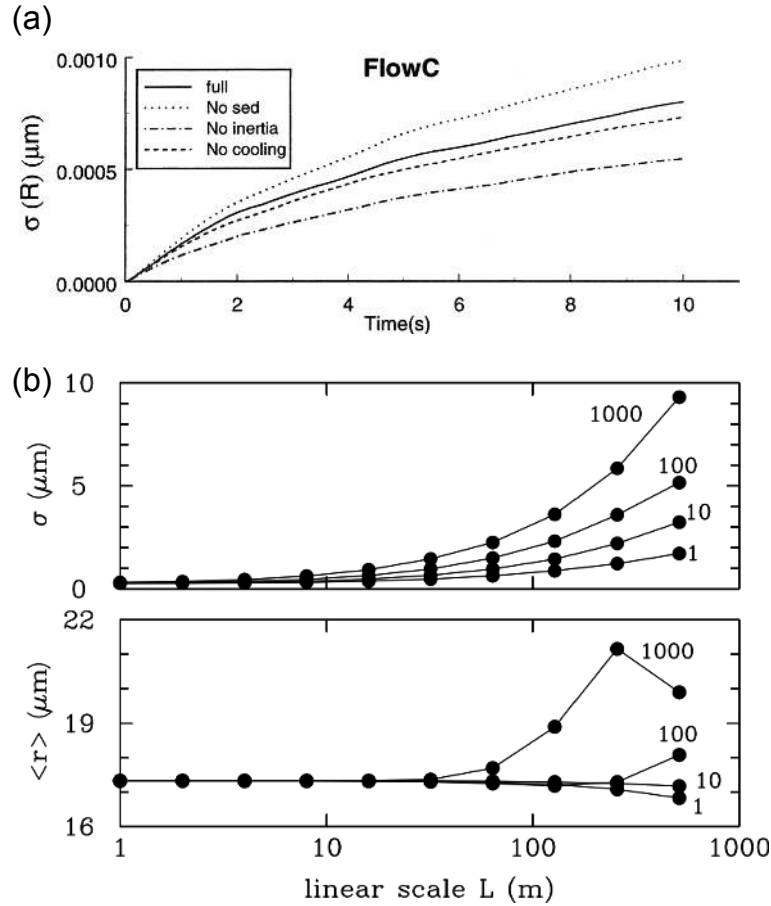 (a)
FlowC
full
No sed
No inertia
No cooling
σ (R) (μm)
0.0010
0.0005
0.0000
0 2 4 6 8 10
Time(s)
(b)
10
5
0
σ (μm)
1000
100
10
1
22
19
16
<r> (μm)
1000
100
10
1
1 10 100 1000
linear scale L (m)